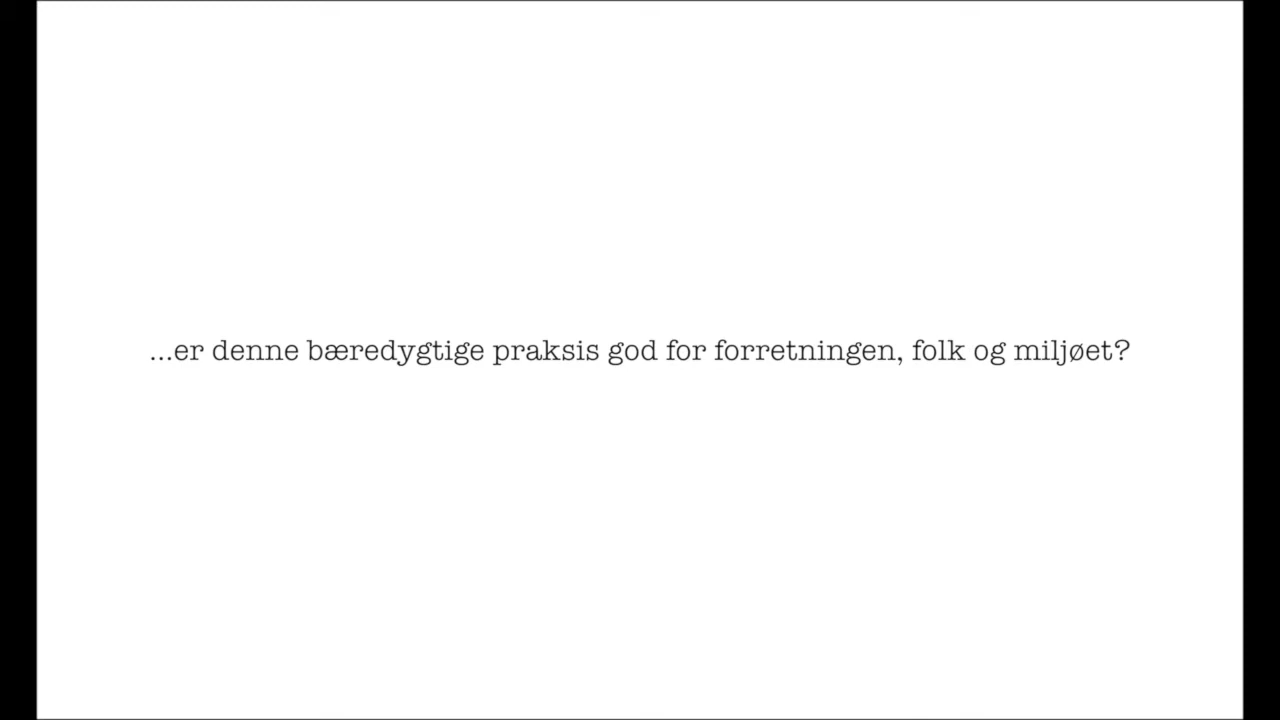 ...er denne bæredygtige praksis god for forretningen, folk og miljøet?